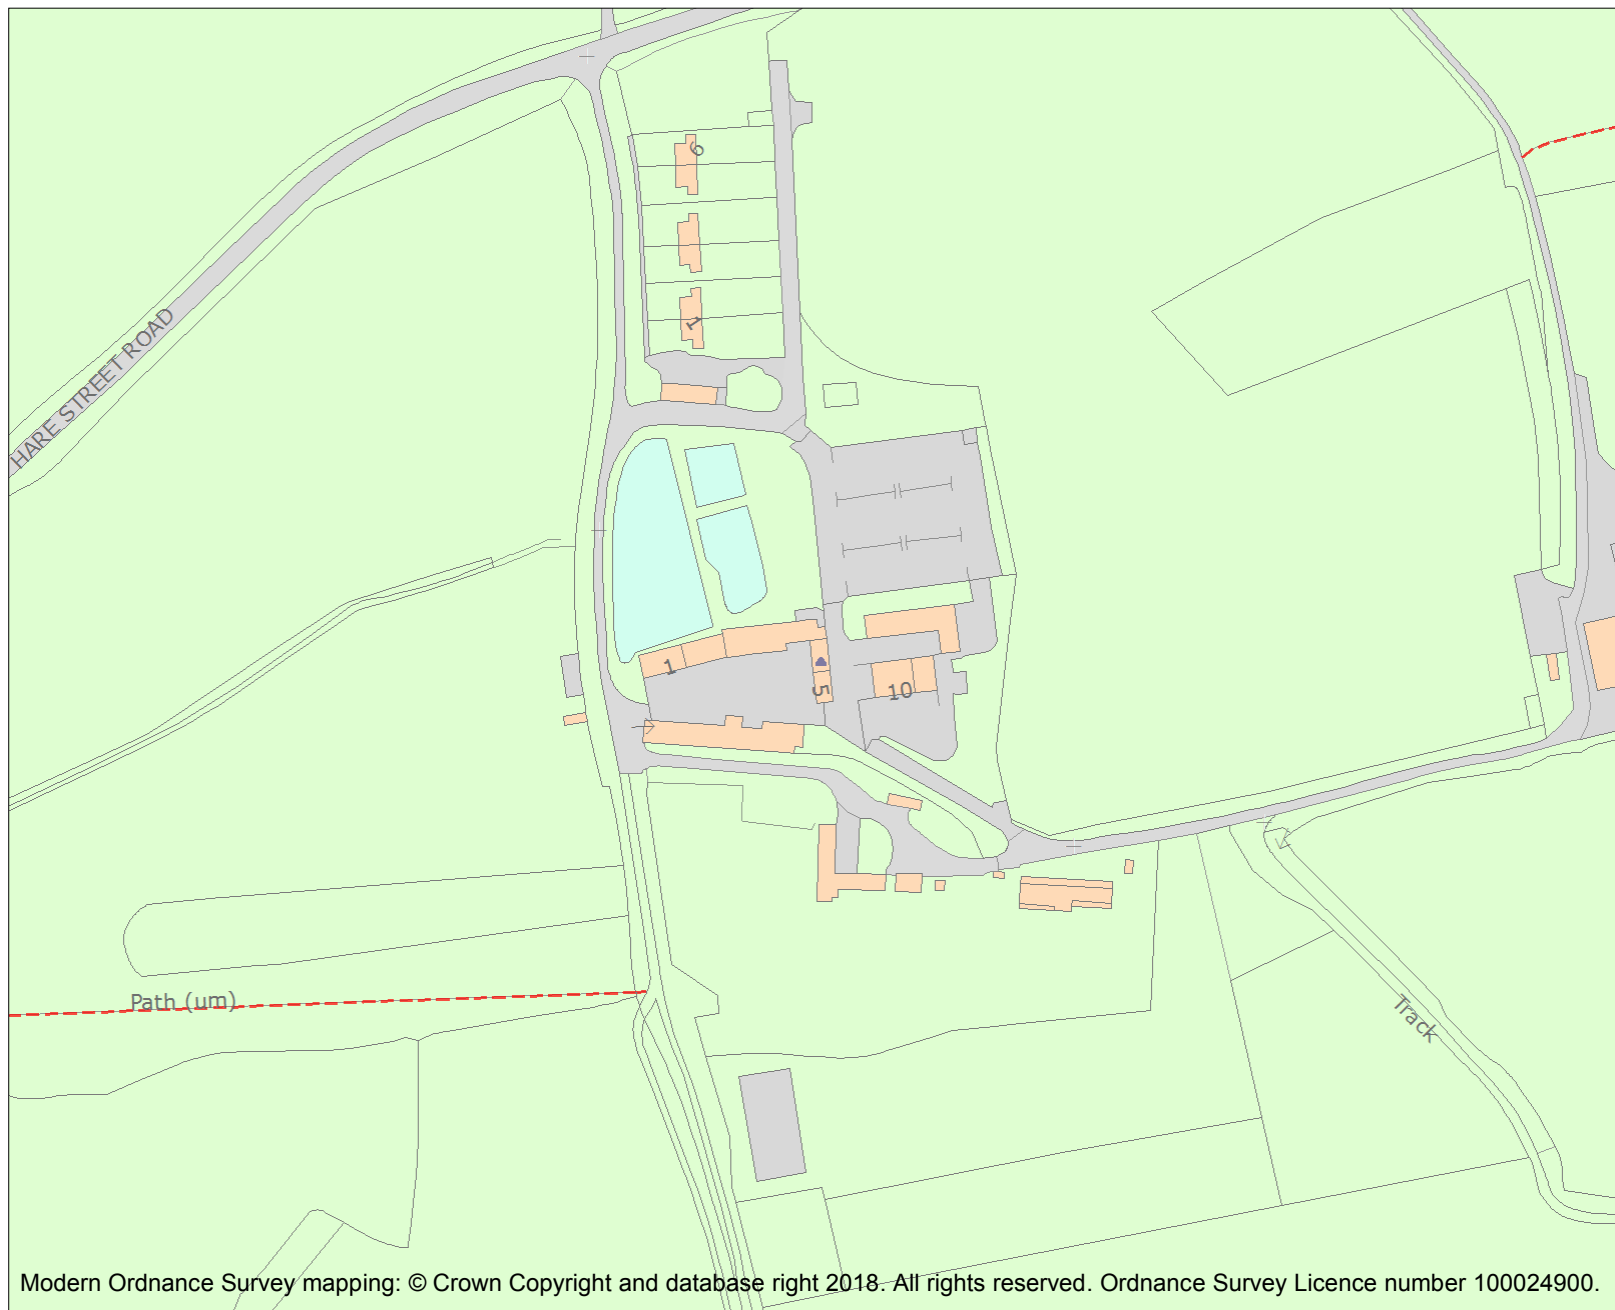 6
1
HARE STREET ROAD
1
5
10
Path (um)
Track
Modern Ordnance Survey mapping: © Crown Copyright and database right 2018. All rights reserved. Ordnance Survey Licence number 100024900.